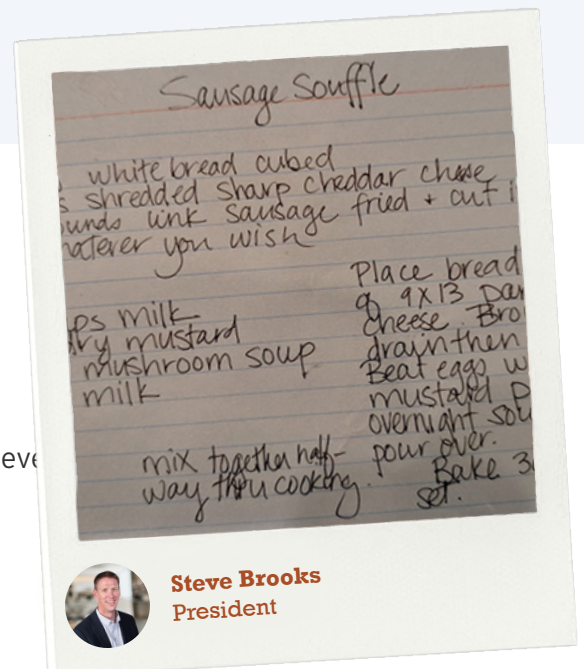 Sausage Souffle
white bread cubed
shredded sharp cheddar cheese
link sausage fried + cut
you wish
milk
mustard
mushroom soup
milk
mix together half-
way thru cooking.
Place bread
9x13
cheese.
drain then
Beat eggs
mustard
overnight
pour over.
Bake
set.
Steve Brooks
President